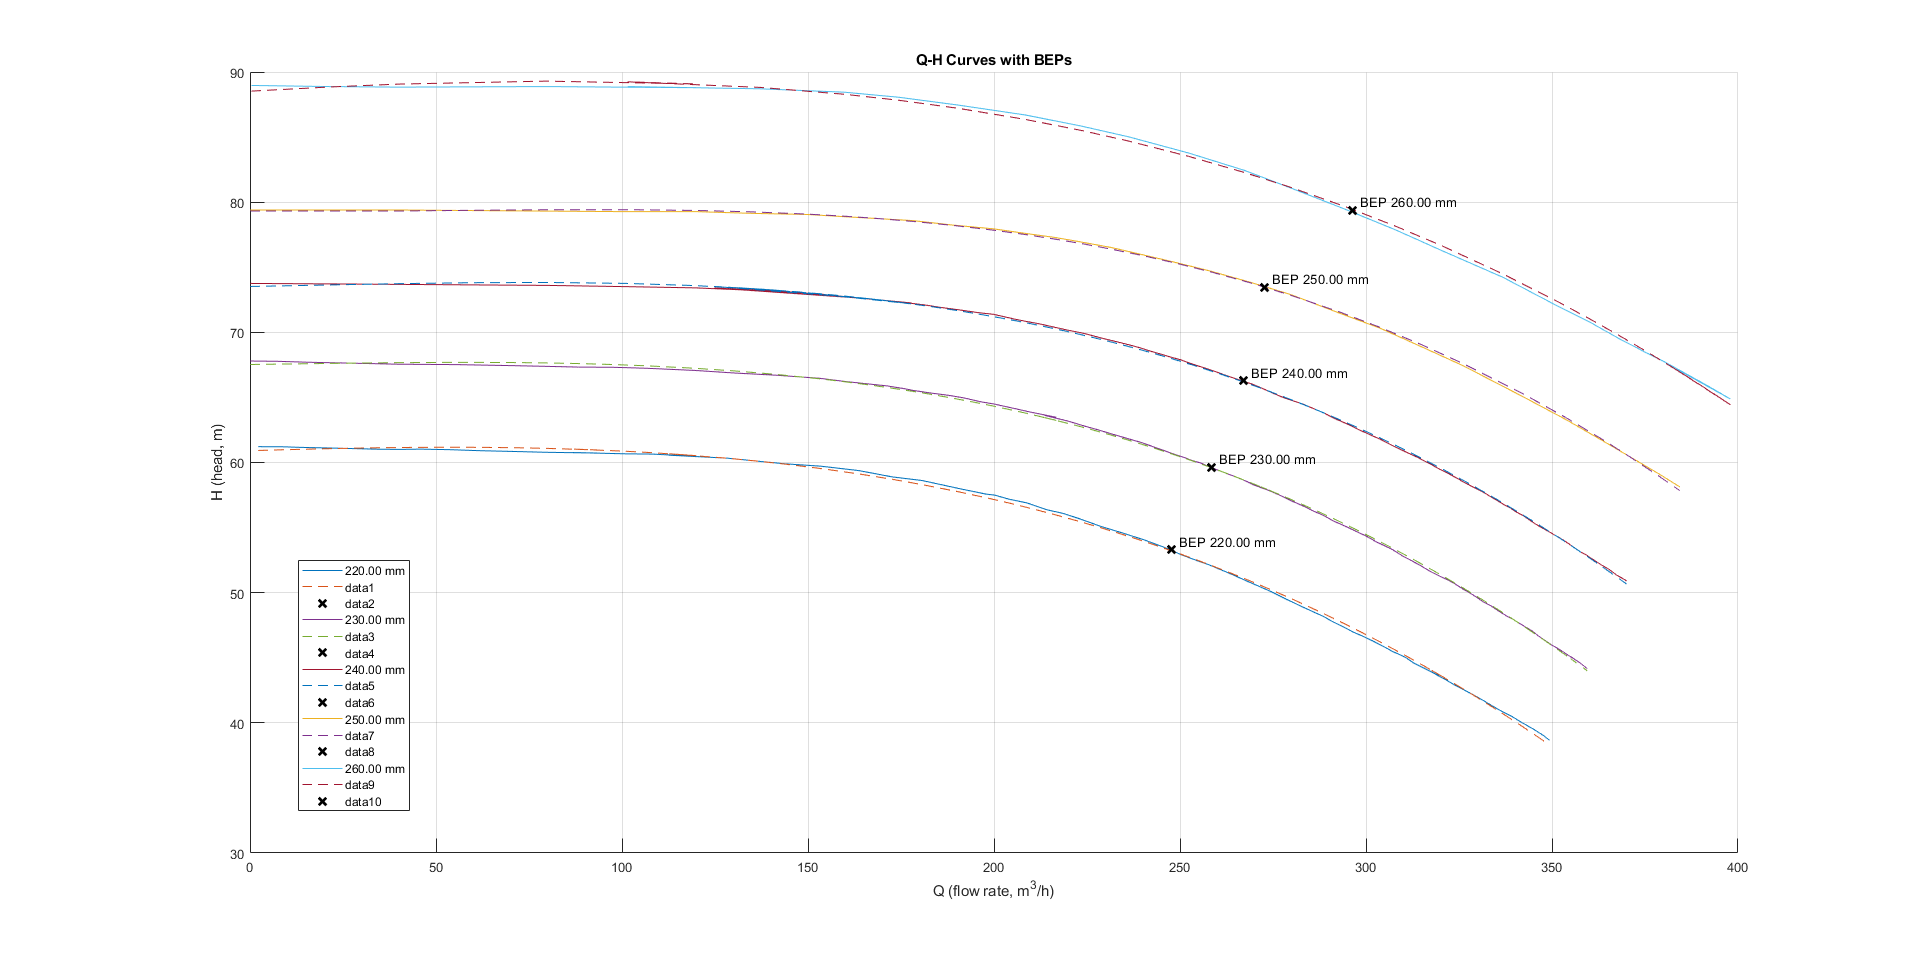 Q-H Curves with BEPs
90
80
70
60
50
40
30
H (head, m)
BEP 260.00 mm
BEP 250.00 mm
BEP 240.00 mm
BEP 230.00 mm
BEP 220.00 mm
220.00 mm
data1
data2
230.00 mm
data3
data4
240.00 mm
data5
data6
250.00 mm
data7
data8
260.00 mm
data9
data10
0 50 100 150 200 250 300 350 400
Q (flow rate, m³/h)